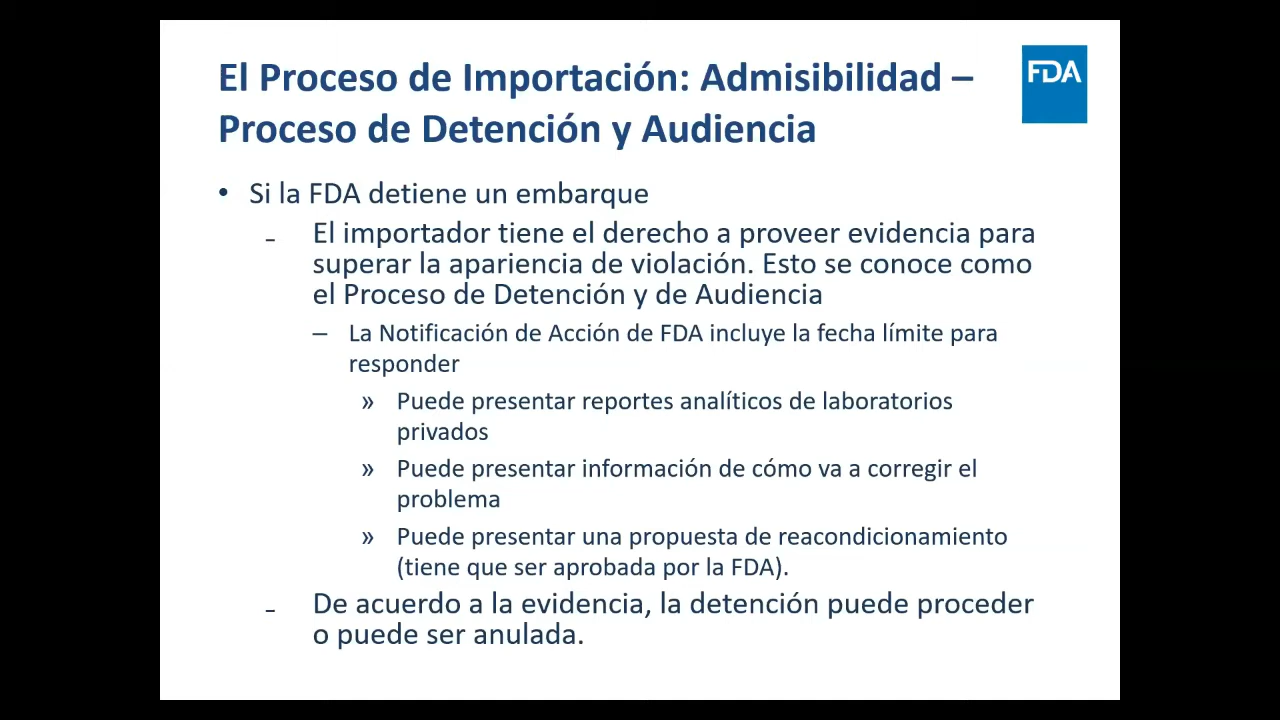 El Proceso de Importación: Admisibilidad –
Proceso de Detención y Audiencia
FDA
• Si la FDA detiene un embarque
– El importador tiene el derecho a proveer evidencia para
superar la apariencia de violación. Esto se conoce como
el Proceso de Detención y de Audiencia
– La Notificación de Acción de FDA incluye la fecha límite para
responder
» Puede presentar reportes analíticos de laboratorios
privados
» Puede presentar información de cómo va a corregir el
problema
» Puede presentar una propuesta de reacondicionamiento
(tiene que ser aprobada por la FDA).
– De acuerdo a la evidencia, la detención puede proceder
o puede ser anulada.